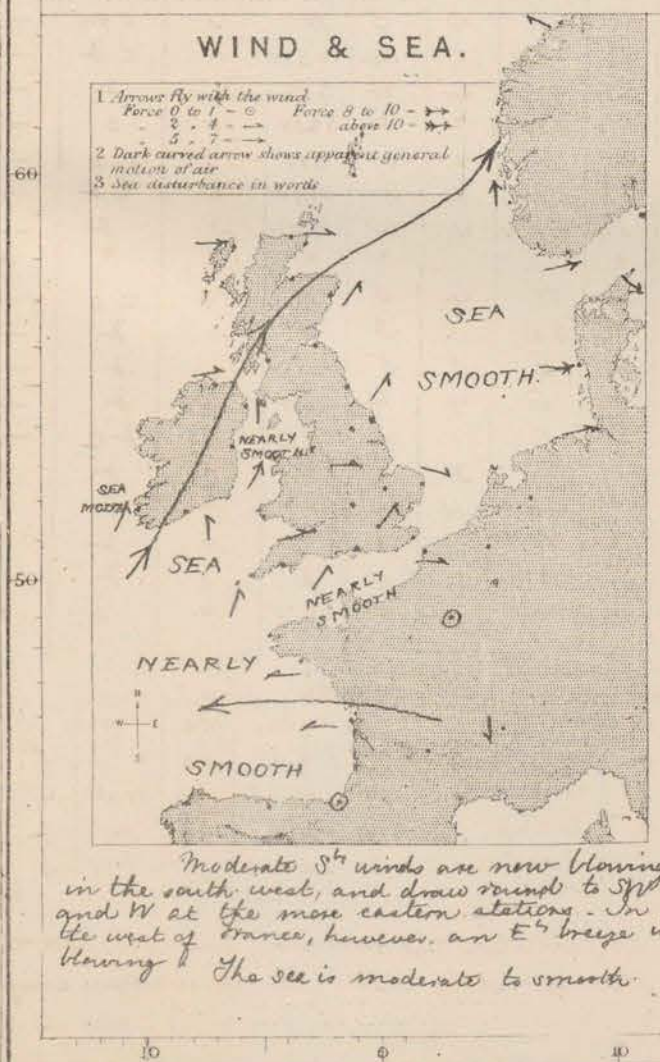 WIND & SEA.
1 Arrows fly with the wind
Force 0 to 1 - ⊙ Force 8 to 10 - ➳
„ 2 „ 4 - → above 10 - ➳
„ 5 „ 7 - →
2 Dark curved arrow shows apparent general
motion of air
3 Sea disturbance in words
60
SEA
SMOOTH.
NEARLY
SMOOTH
SEA
50
SEA
NEARLY
SMOOTH
NEARLY
N
W E
S
SMOOTH
Moderate Sly winds are now blowing
in the south west, and draw round to SW
and W at the more eastern stations. In
the west of France, however, an Ely breeze is
blowing
The sea is moderate to smooth.
10 0 10